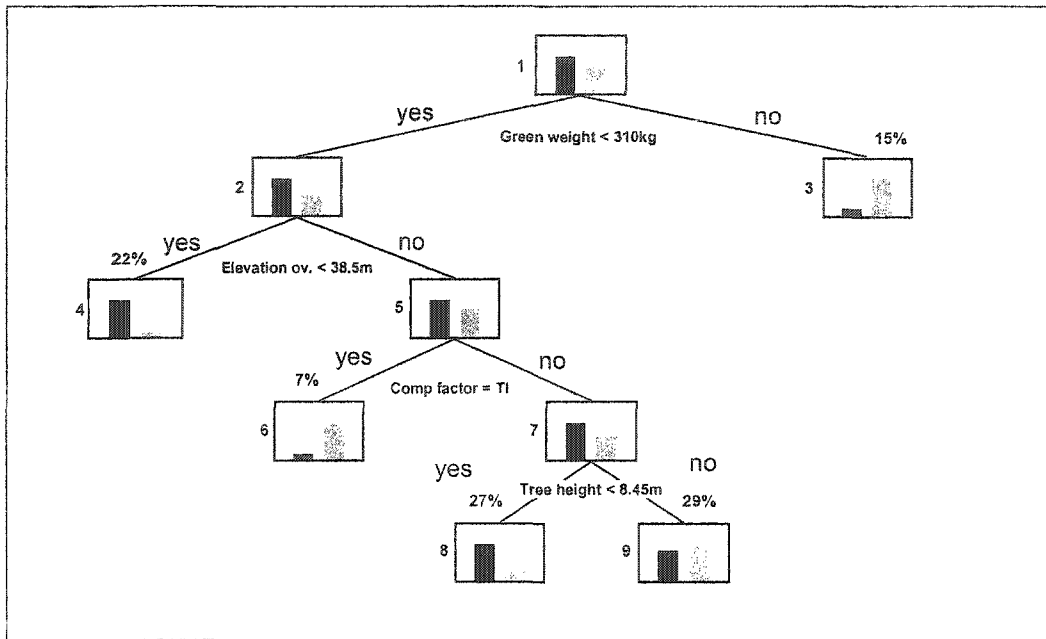 1
yes
no
Green weight < 310kg
15%
2
3
yes
no
22%
Elevation ov. < 38.5m
4
5
yes
no
7%
Comp factor = TI
6
7
yes
no
Tree height < 8.45m
27%
29%
8
9